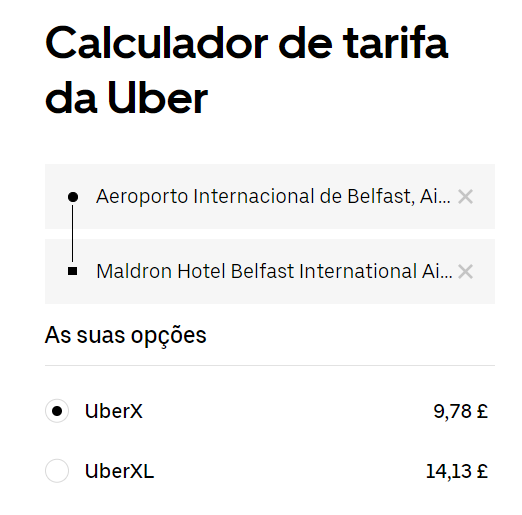 Calculador de tarifa
da Uber
Aeroporto Internacional de Belfast, Ai...
Maldron Hotel Belfast International Ai...
As suas opções
UberX 9,78 £
UberXL 14,13 £